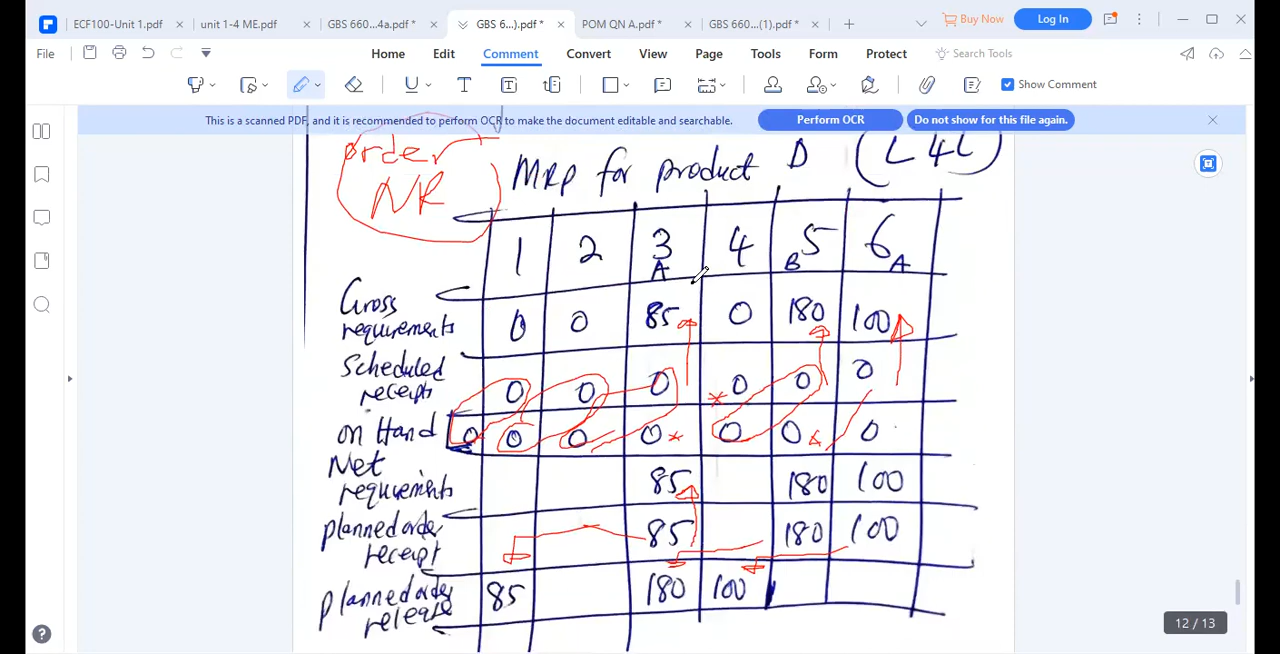 ECF100-Unit 1.pdf
unit 1-4 ME.pdf
GBS 660...4a.pdf *
GBS 6...).pdf *
POM QN A.pdf *
GBS 660...(1).pdf *
Buy Now
Log In
File
Home
Edit
Comment
Convert
View
Page
Tools
Form
Protect
Search Tools
Show Comment
This is a scanned PDF, and it is recommended to perform OCR to make the document editable and searchable.
Perform OCR
Do not show for this file again.
order
NR
MRP for product D (L4L)
1 2 3 4 5 6
A B A
Gross
requirements 0 0 85 0 180 100
Scheduled
receipts 0 0 0 0 0 0
on Hand 0 0 0 0 0 0 0
Net
requirements 85 180 100
planned order
receipt 85 180 100
planned order
release 85 180 100
12 / 13